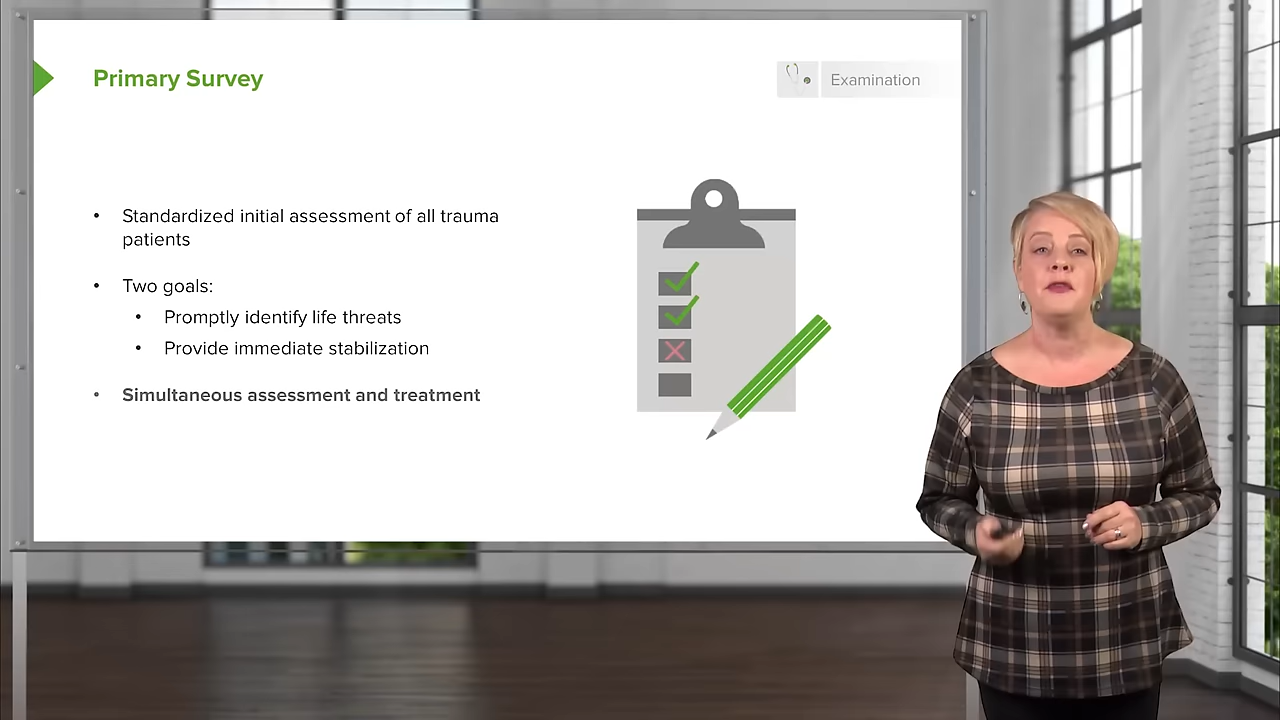 Primary Survey
Examination
• Standardized initial assessment of all trauma
patients
• Two goals:
• Promptly identify life threats
• Provide immediate stabilization
• Simultaneous assessment and treatment